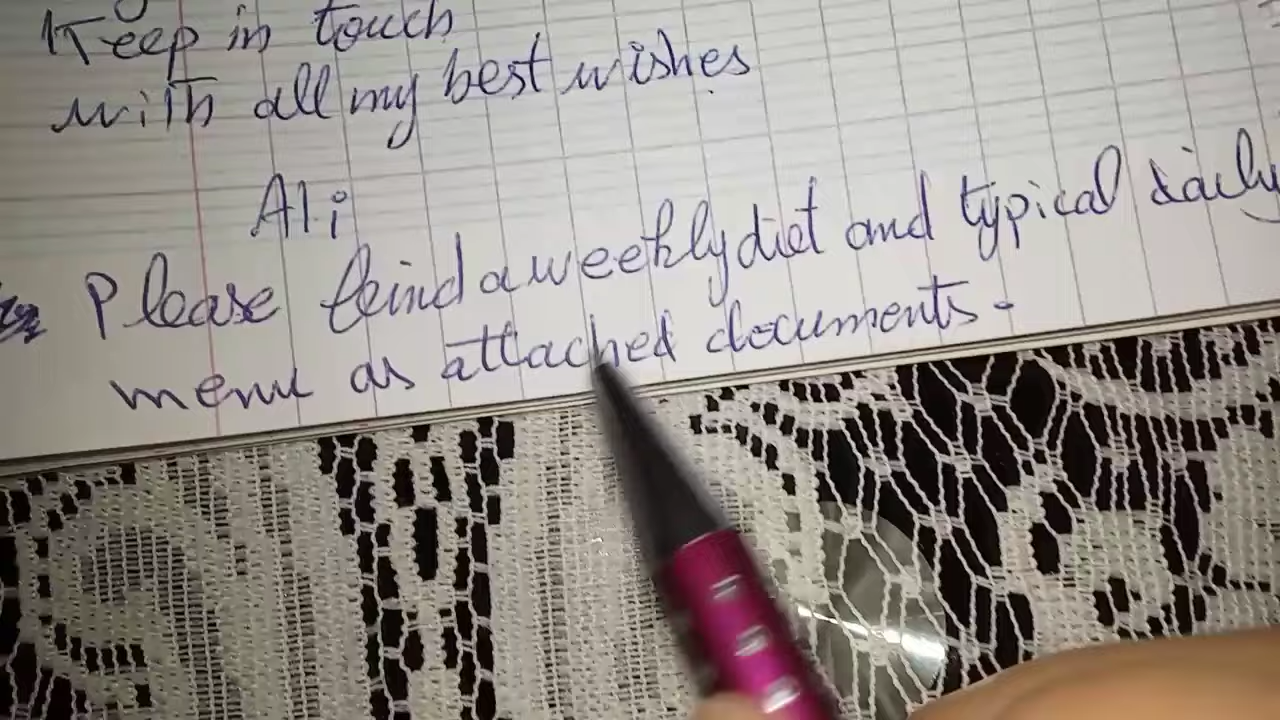 Keep in touch
with all my best wishes
Ali
Please feind a weekly diet and typical daily
menu as attached documents.